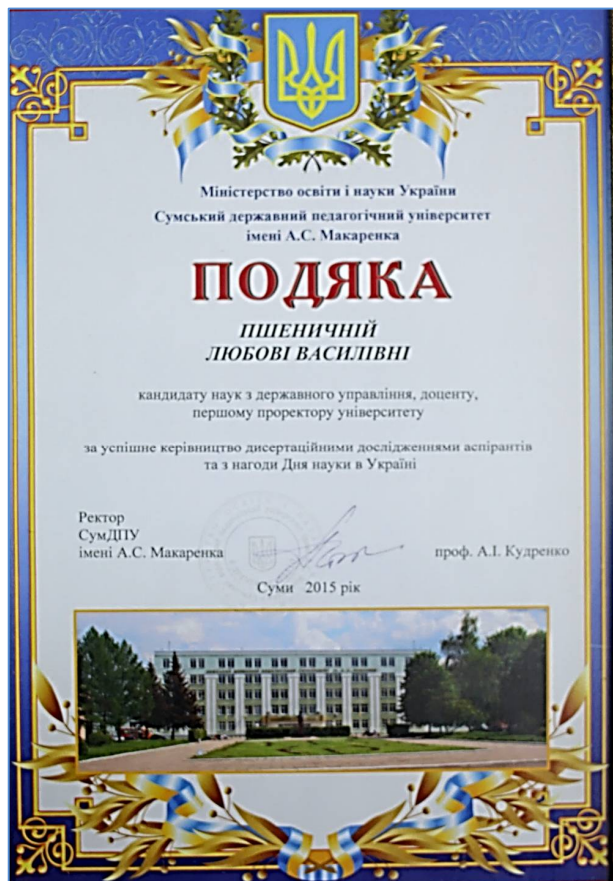 Міністерство освіти і науки України
Сумський державний педагогічний університет
імені А.С. Макаренка
ПОДЯКА
ПШЕНИЧНІЙ
ЛЮБОВІ ВАСИЛІВНІ
кандидату наук з державного управління, доценту,
першому проректору університету
за успішне керівництво дисертаційними дослідженнями аспірантів
та з нагоди Дня науки в Україні
Ректор
СумДПУ
імені А.С. Макаренка
проф. А.І. Кудренко
Суми 2015 рік